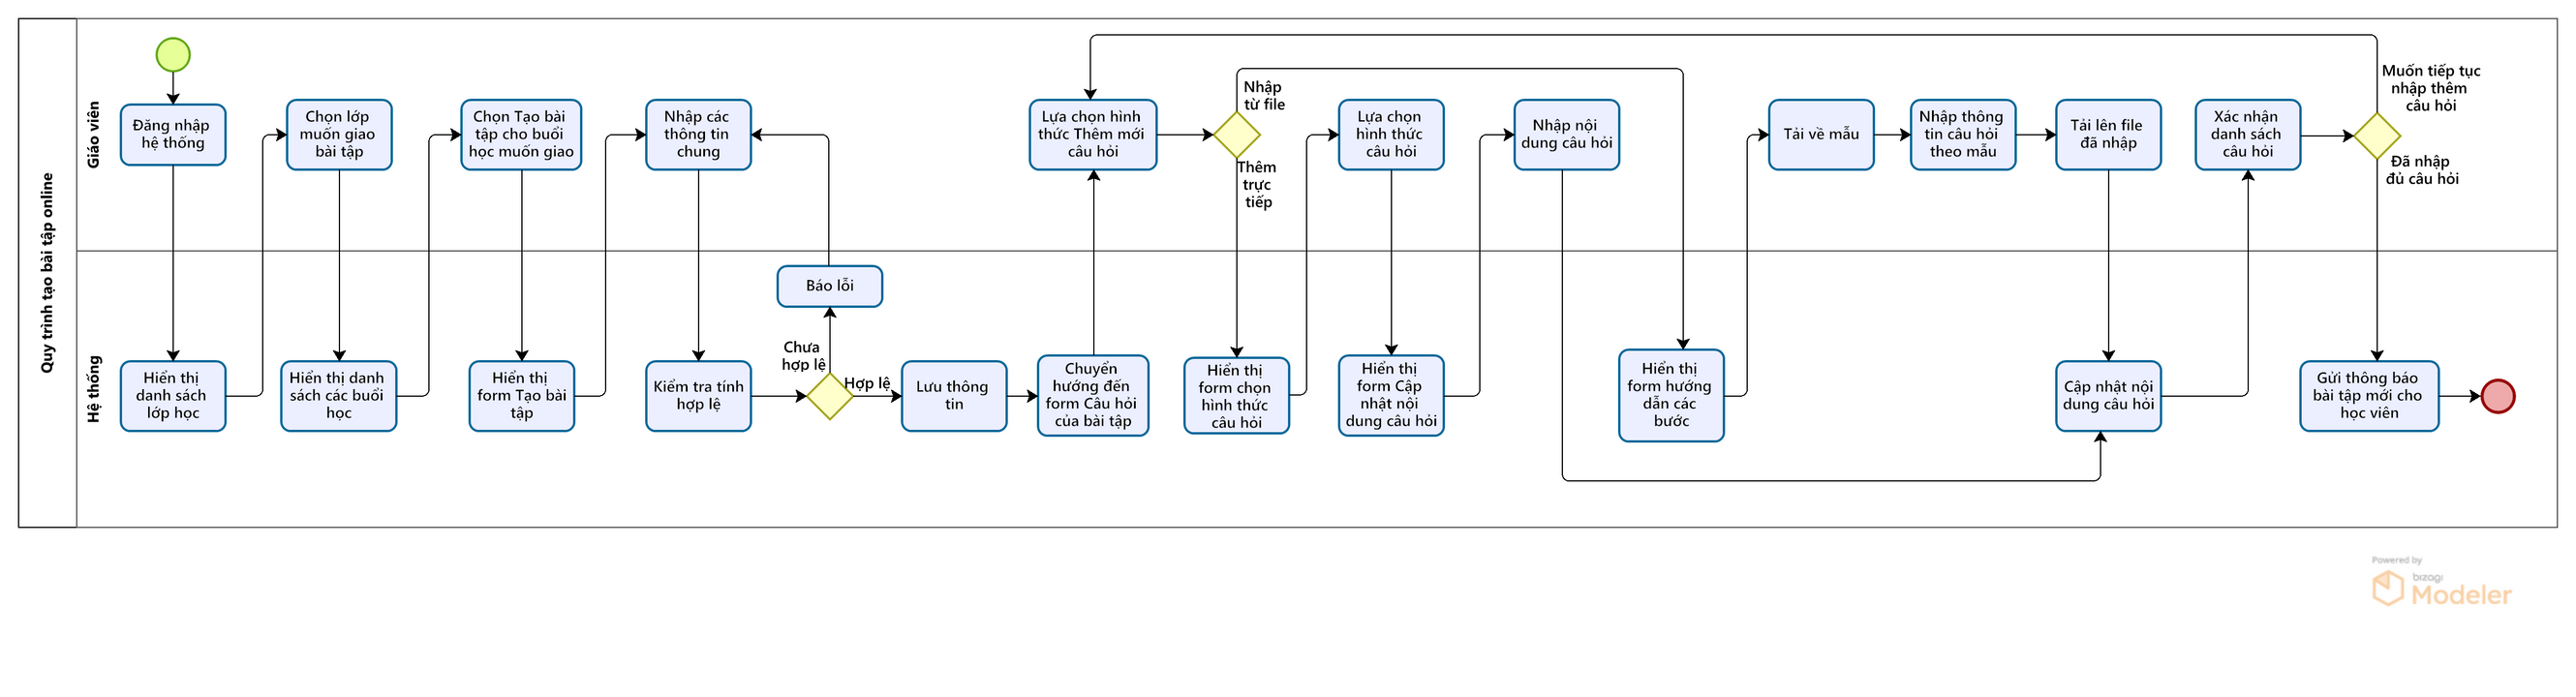 Quy trình tạo bài tập online
Giáo viên
Hệ thống
Đăng nhập
hệ thống
Chọn lớp
muốn giao
bài tập
Chọn Tạo bài
tập cho buổi
học muốn giao
Nhập các
thông tin
chung
Lựa chọn hình
thức Thêm mới
câu hỏi
Nhập
từ file
Thêm
trực
tiếp
Lựa chọn
hình thức
câu hỏi
Nhập nội
dung câu hỏi
Tải về mẫu
Nhập thông
tin câu hỏi
theo mẫu
Tải lên file
đã nhập
Xác nhận
danh sách
câu hỏi
Muốn tiếp tục
nhập thêm
câu hỏi
Đã nhập
đủ câu hỏi
Hiển thị
danh sách
lớp học
Hiển thị danh
sách các buổi
học
Hiển thị
form Tạo bài
tập
Kiểm tra tính
hợp lệ
Báo lỗi
Chưa
hợp lệ
Hợp lệ
Lưu thông
tin
Chuyển
hướng đến
form Câu hỏi
của bài tập
Hiển thị
form chọn
hình thức
câu hỏi
Hiển thị
form Cập
nhật nội
dung câu hỏi
Hiển thị
form hướng
dẫn các
bước
Cập nhật nội
dung câu hỏi
Gửi thông báo
bài tập mới cho
học viên
Powered by
bizagi
Modeler